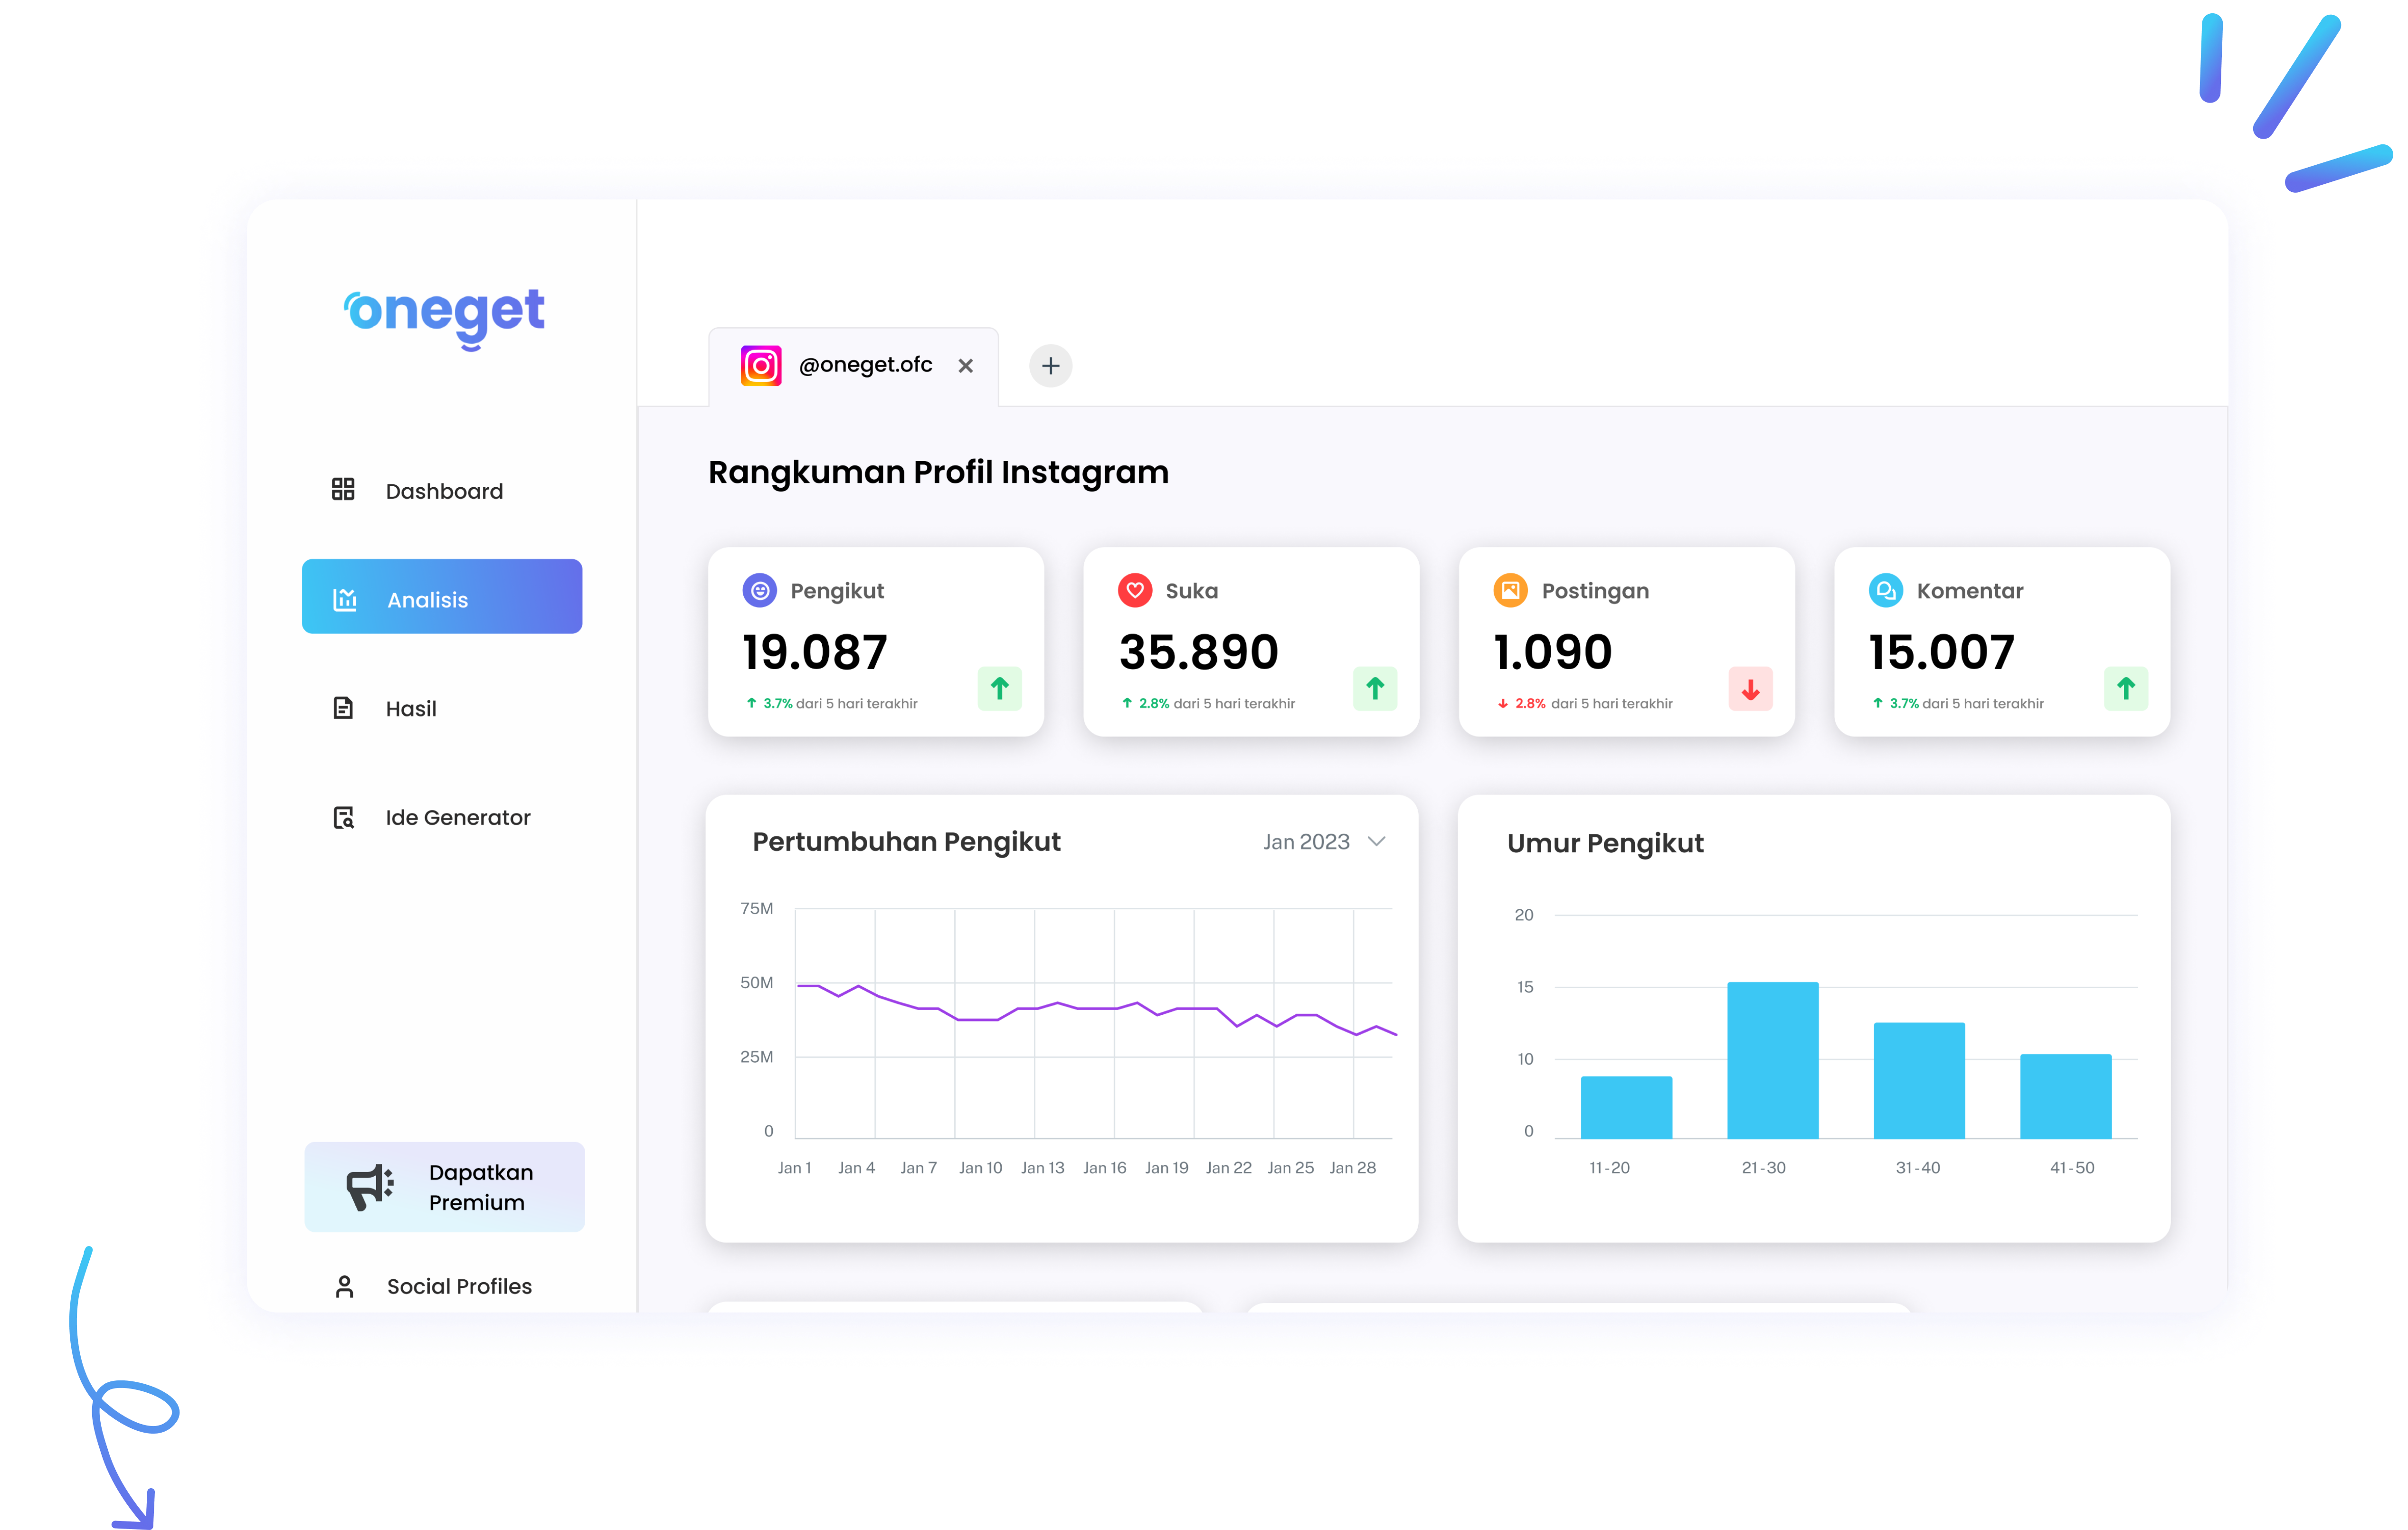 oneget
@oneget.ofc
Dashboard
Analisis
Hasil
Ide Generator
Dapatkan
Premium
Social Profiles
Rangkuman Profil Instagram
Pengikut
19.087
3.7% dari 5 hari terakhir
Suka
35.890
2.8% dari 5 hari terakhir
Postingan
1.090
2.8% dari 5 hari terakhir
Komentar
15.007
3.7% dari 5 hari terakhir
Pertumbuhan Pengikut
Jan 2023
75M
50M
25M
0
Jan 1 Jan 4 Jan 7 Jan 10 Jan 13 Jan 16 Jan 19 Jan 22 Jan 25 Jan 28
Umur Pengikut
20
15
10
0
11-20 21-30 31-40 41-50